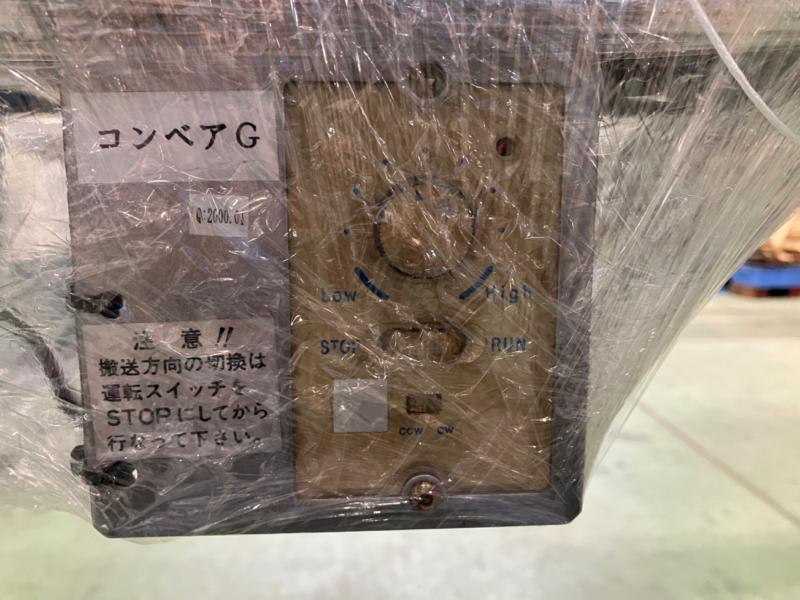 コンベアG
Q:2000.01
注 意 !!
搬送方向の切換は
運転スイッチを
STOPにしてから
行なって下さい。
Low High
STOP RUN
CCW CW